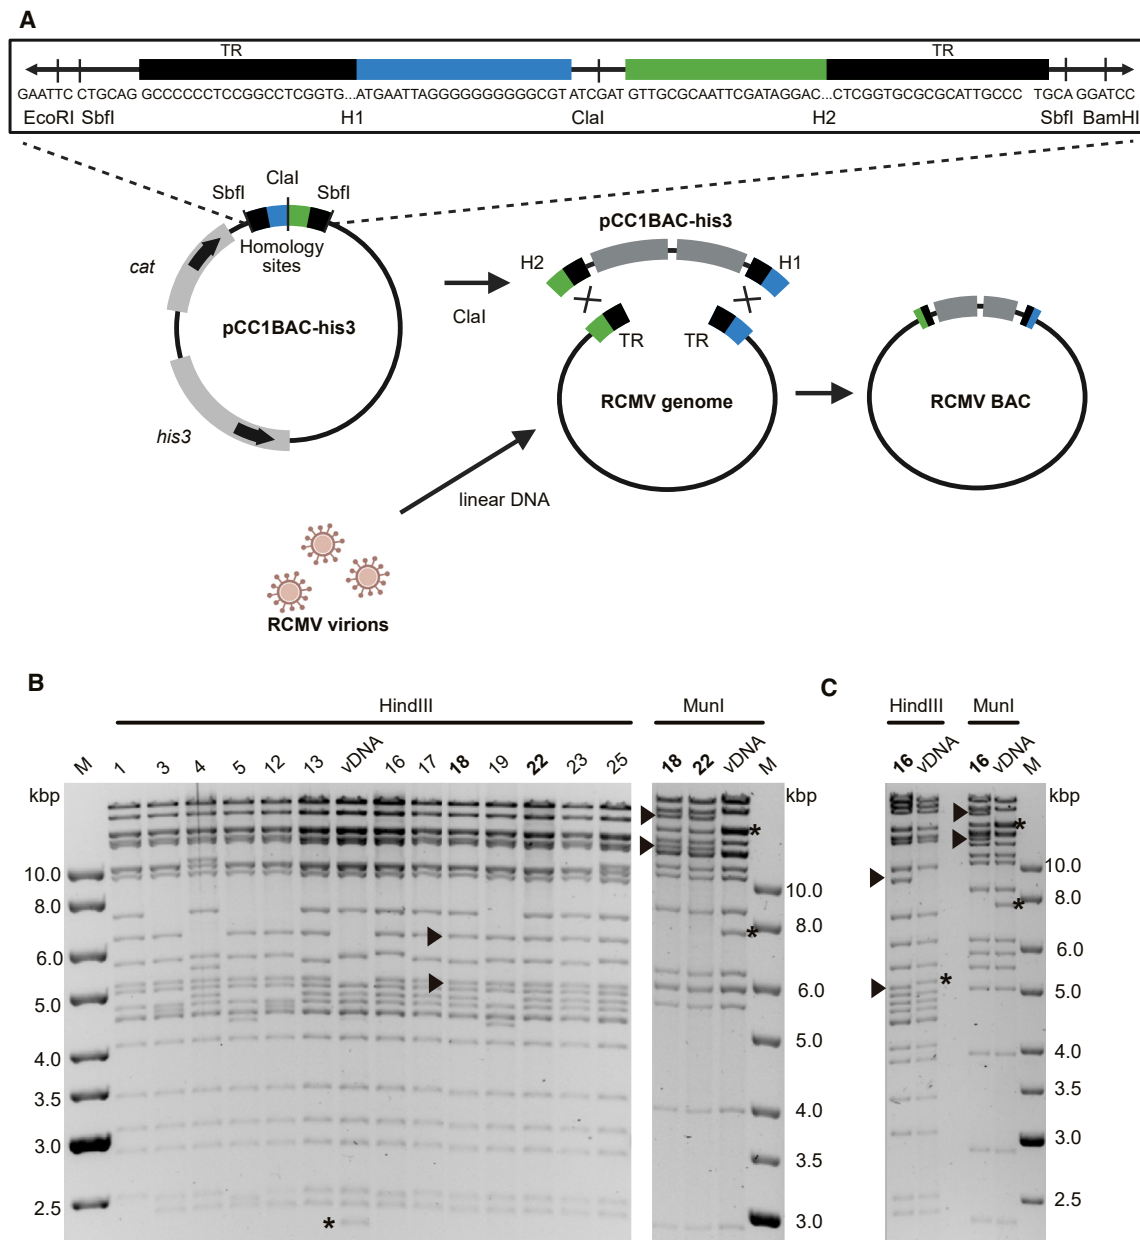 A
TR TR
GAATTC CTGCAG GCCCCCCTCCGGCCTCGGTG...ATGAATTAGGGGGGGGGGCGT ATCGAT GTTGCGCAATTCGATAGGAC...CTCGGTGCGCGCATTGCCC TGCA GGATCC
EcoRI SbfI H1 ClaI H2 SbfI BamHI
ClaI
SbfI SbfI
Homology
sites
cat
pCC1BAC-his3
his3
ClaI
pCC1BAC-his3
H2 H1
TR TR
RCMV genome
RCMV BAC
linear DNA
RCMV virions
B
HindIII MunI
M 1 3 4 5 12 13 vDNA 16 17 18 19 22 23 25 18 22 vDNA M
kbp kbp
10.0
8.0
6.0
5.0
4.0
3.5
3.0
2.5
*
*
*
10.0
8.0
6.0
5.0
4.0
3.5
3.0
C
HindIII MunI
16 vDNA 16 vDNA M
kbp
*
*
*
10.0
8.0
6.0
5.0
4.0
3.5
3.0
2.5